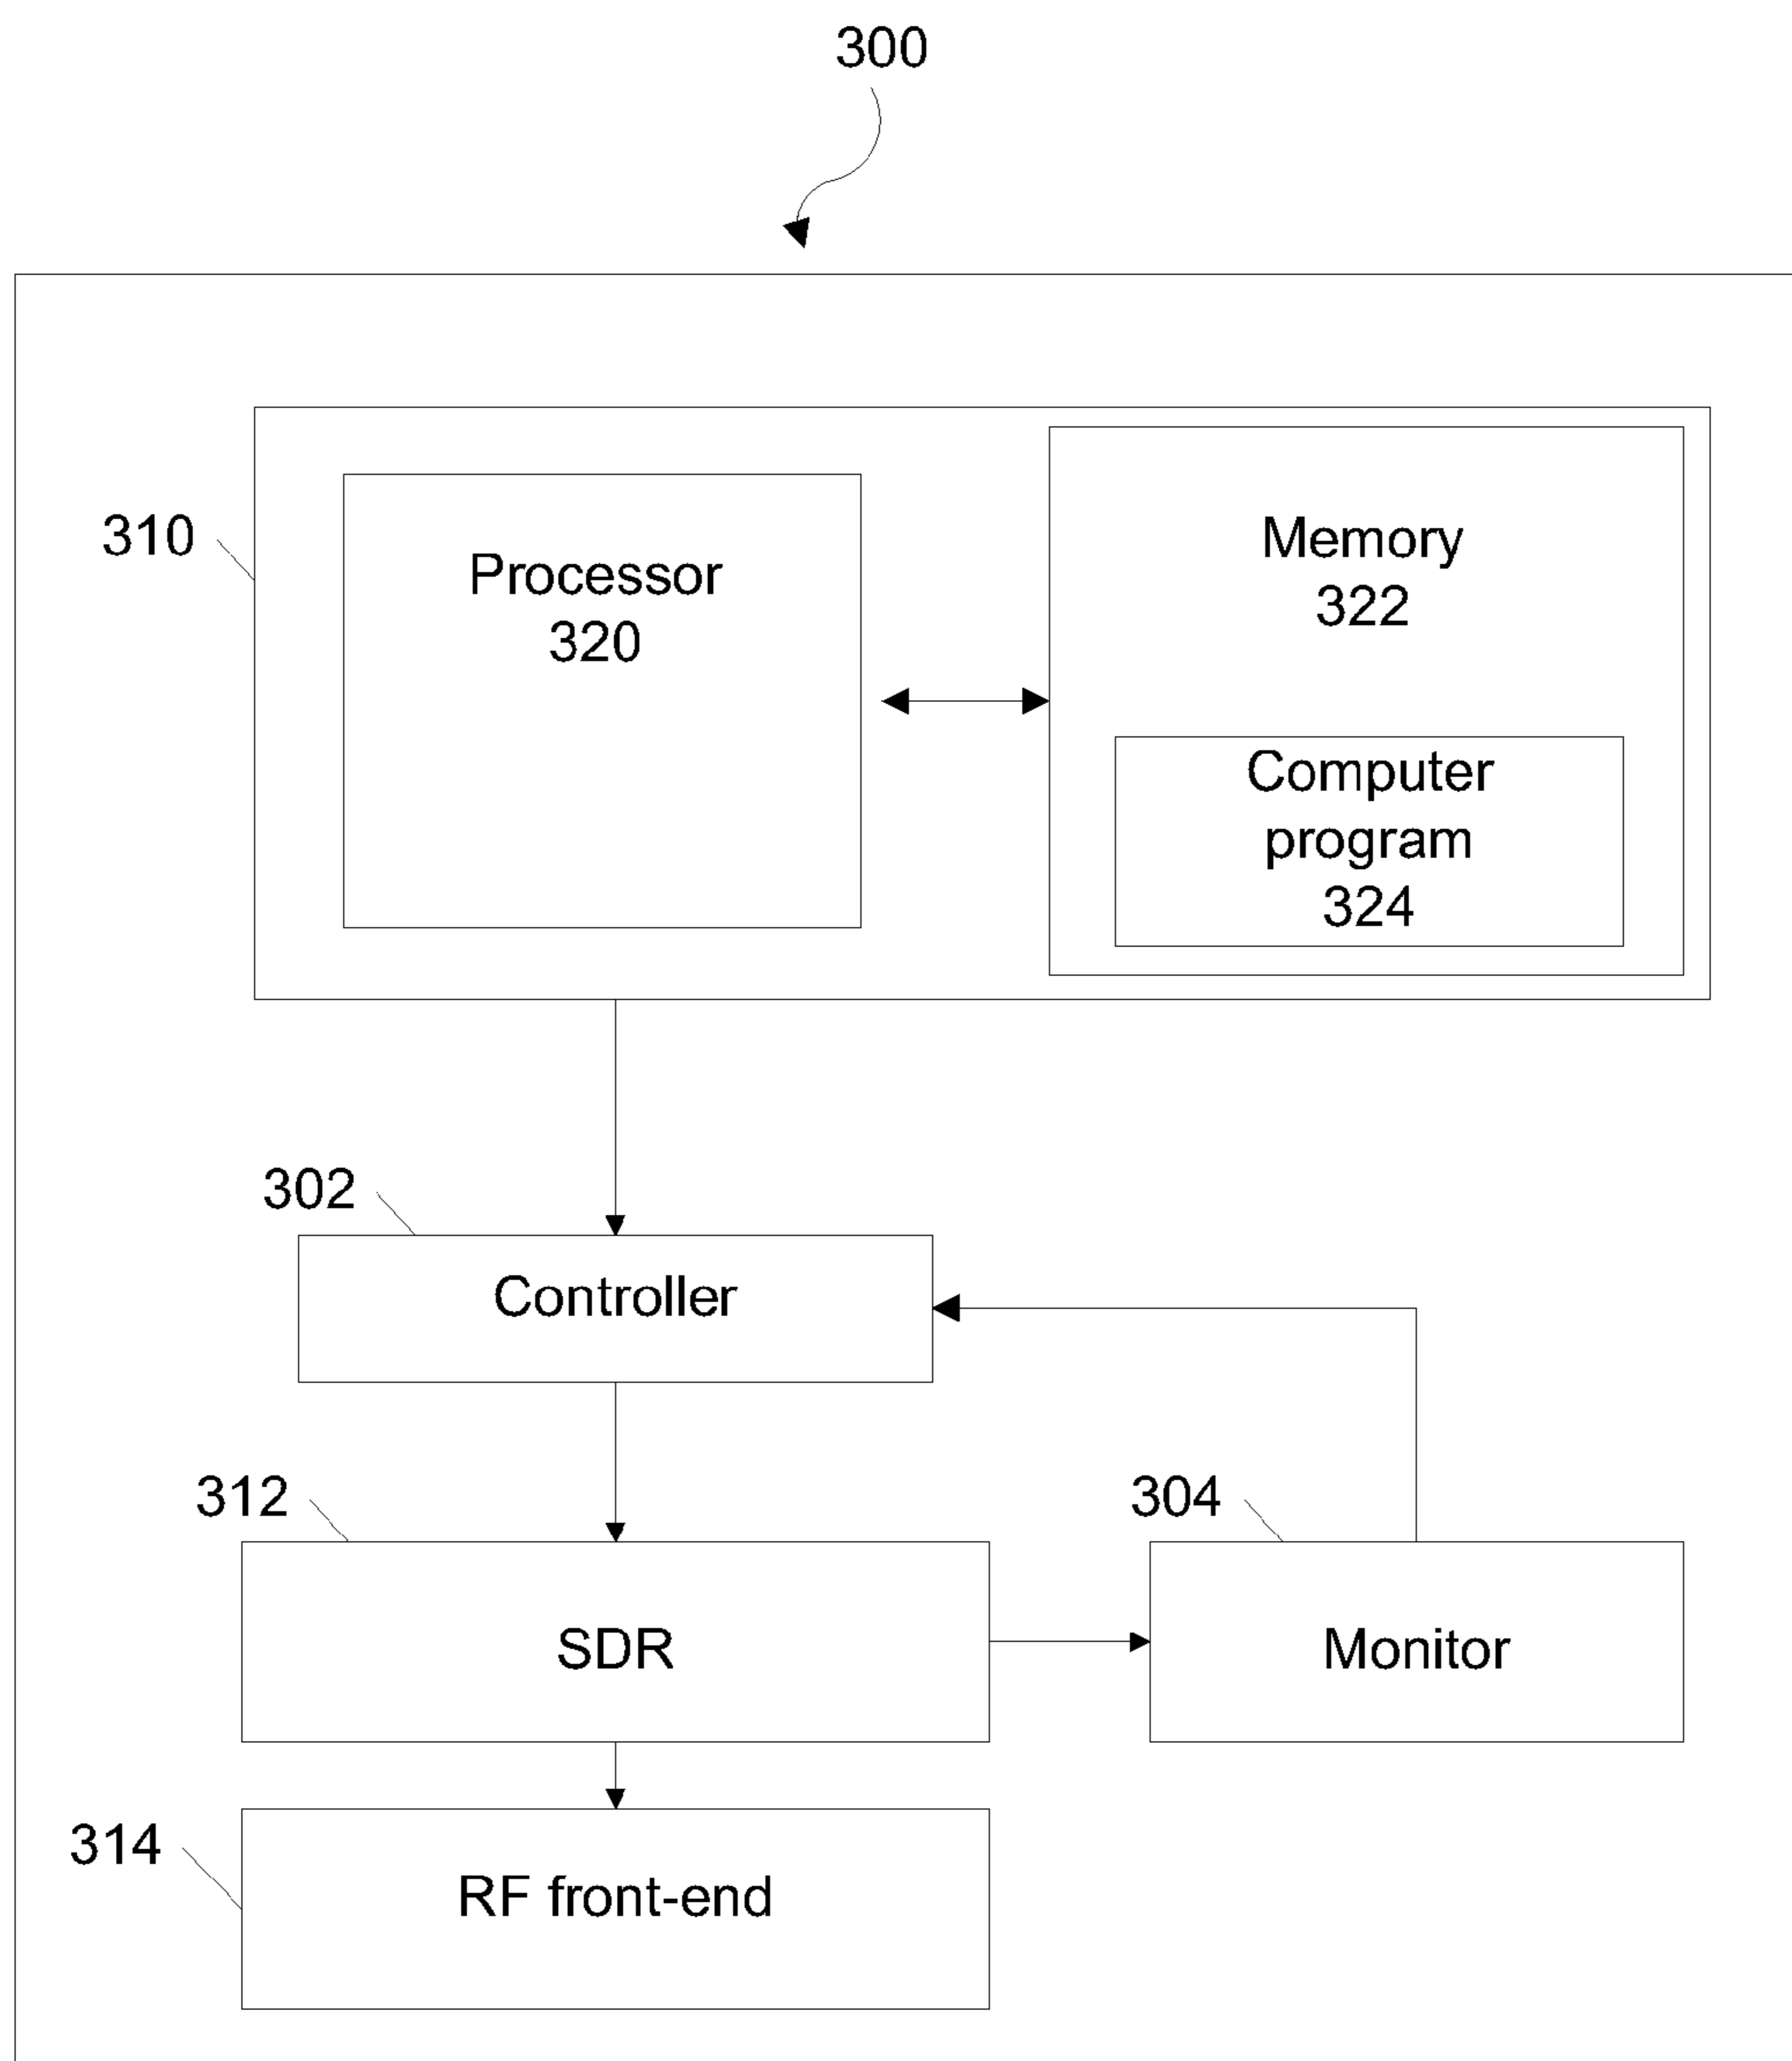 300
310
Processor
320
Memory
322
Computer
program
324
302
Controller
312
304
SDR
Monitor
314
RF front-end